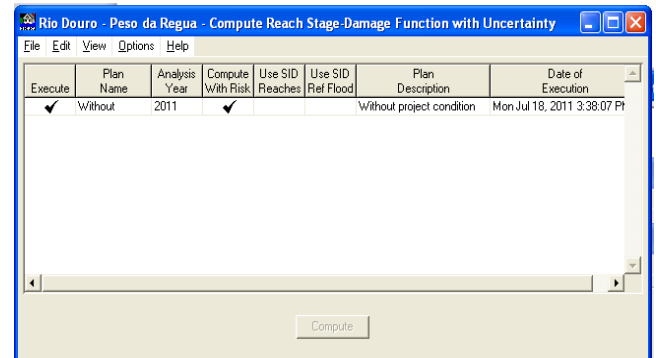 Rio Douro - Peso da Regua - Compute Reach Stage-Damage Function with Uncertainty
File Edit View Options Help
Execute Plan Name Analysis Year Compute With Risk Use SID Reaches Use SID Ref Flood Plan Description Date of Execution
Without 2011 Without project condition Mon Jul 18, 2011 3:38:07 PM
Compute